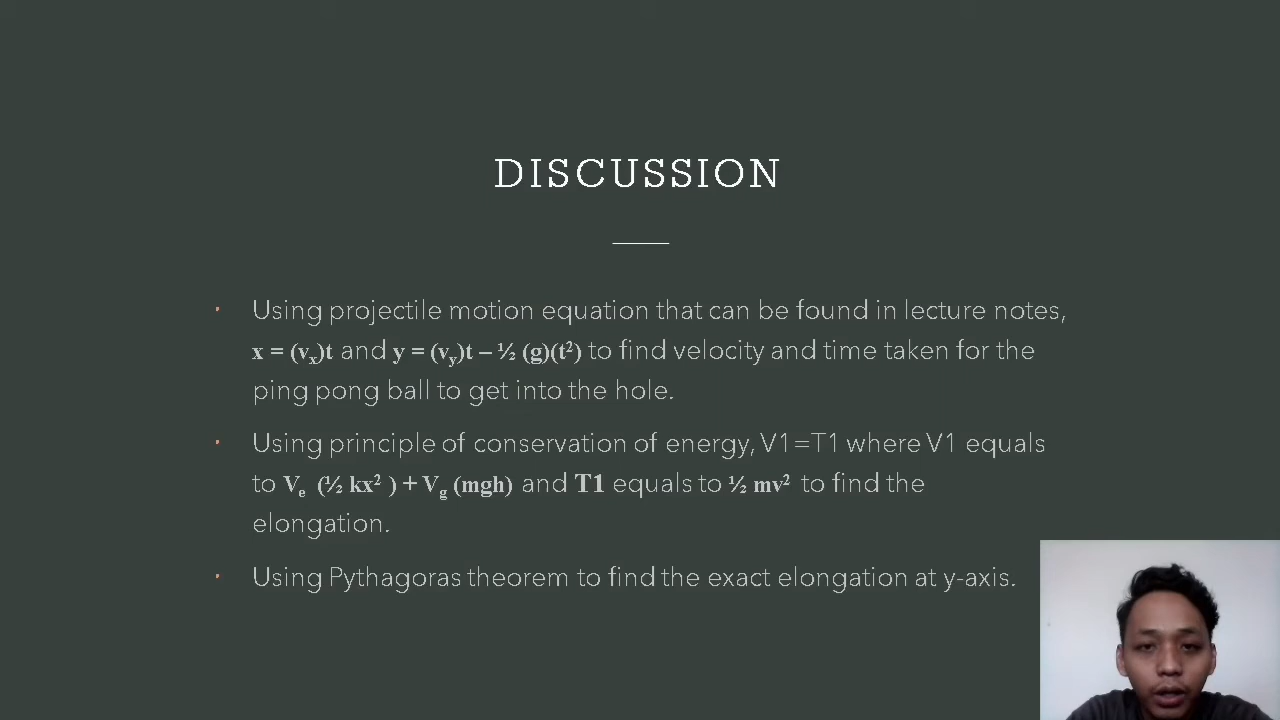 DISCUSSION
Using projectile motion equation that can be found in lecture notes,
x = (vₓ)t and y = (vᵧ)t – ½ (g)(t²) to find velocity and time taken for the
ping pong ball to get into the hole.
Using principle of conservation of energy, V1=T1 where V1 equals
to Vₑ (½ kx² ) + V_g (mgh) and T1 equals to ½ mv² to find the
elongation.
Using Pythagoras theorem to find the exact elongation at y-axis.